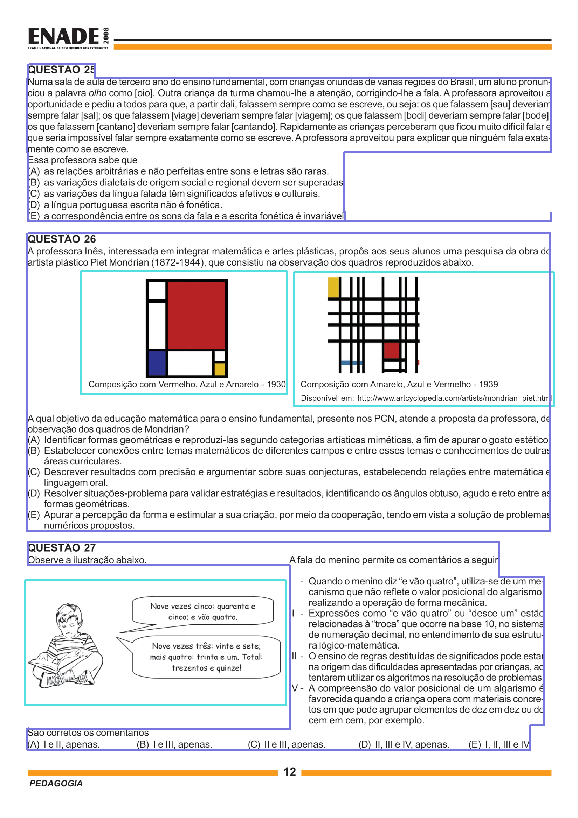 ENADE 2008
EXAME NACIONAL DE DESEMPENHO DOS ESTUDANTES
QUESTÃO 25
Numa sala de aula de terceiro ano do ensino fundamental, com crianças oriundas de várias regiões do Brasil, um aluno pronun-
ciou a palavra olho como [oio]. Outra criança da turma chamou-lhe a atenção, corrigindo-lhe a fala. A professora aproveitou a
oportunidade e pediu a todos para que, a partir dali, falassem sempre como se escreve, ou seja: os que falassem [sau] deveriam
sempre falar [sal]; os que falassem [viage] deveriam sempre falar [viagem]; os que falassem [bodi] deveriam sempre falar [bode];
os que falassem [cantano] deveriam sempre falar [cantando]. Rapidamente as crianças perceberam que ficou muito difícil falar e
que seria impossível falar sempre exatamente como se escreve. A professora aproveitou para explicar que ninguém fala exata-
mente como se escreve.
Essa professora sabe que
(A) as relações arbitrárias e não perfeitas entre sons e letras são raras.
(B) as variações dialetais de origem social e regional devem ser superadas.
(C) as variações da língua falada têm significados afetivos e culturais.
(D) a língua portuguesa escrita não é fonética.
(E) a correspondência entre os sons da fala e a escrita fonética é invariável.
QUESTÃO 26
A professora Inês, interessada em integrar matemática e artes plásticas, propôs aos seus alunos uma pesquisa da obra do
artista plástico Piet Mondrian (1872-1944), que consistiu na observação dos quadros reproduzidos abaixo.
Composição com Vermelho, Azul e Amarelo - 1930
Composição com Amarelo, Azul e Vermelho - 1939
Disponível em: http://www.artcyclopedia.com/artists/mondrian_piet.html
A qual objetivo da educação matemática para o ensino fundamental, presente nos PCN, atende a proposta da professora, de
observação dos quadros de Mondrian?
(A) Identificar formas geométricas e reproduzi-las segundo categorias artísticas miméticas, a fim de apurar o gosto estético.
(B) Estabelecer conexões entre temas matemáticos de diferentes campos e entre esses temas e conhecimentos de outras
áreas curriculares.
(C) Descrever resultados com precisão e argumentar sobre suas conjecturas, estabelecendo relações entre matemática e
linguagem oral.
(D) Resolver situações-problema para validar estratégias e resultados, identificando os ângulos obtuso, agudo e reto entre as
formas geométricas.
(E) Apurar a percepção da forma e estimular a sua criação, por meio da cooperação, tendo em vista a solução de problemas
numéricos propostos.
QUESTÃO 27
Observe a ilustração abaixo.
Nove vezes cinco: quarenta e
cinco; e vão quatro.
Nove vezes três: vinte e sete;
mais quatro: trinta e um. Total:
trezentos e quinze!
A fala do menino permite os comentários a seguir.
I - Quando o menino diz "e vão quatro", utiliza-se de um me-
canismo que não reflete o valor posicional do algarismo,
realizando a operação de forma mecânica.
II - Expressões como "e vão quatro" ou "desce um" estão
relacionadas à "troca" que ocorre na base 10, no sistema
de numeração decimal, no entendimento de sua estrutu-
ra lógico-matemática.
III - O ensino de regras destituídas de significados pode estar
na origem das dificuldades apresentadas por crianças, ao
tentarem utilizar os algoritmos na resolução de problemas.
IV - A compreensão do valor posicional de um algarismo é
favorecida quando a criança opera com materiais concre-
tos em que pode agrupar elementos de dez em dez ou de
cem em cem, por exemplo.
São corretos os comentários
(A) I e II, apenas. (B) I e III, apenas. (C) II e III, apenas. (D) II, III e IV, apenas. (E) I, II, III e IV.
12
PEDAGOGIA